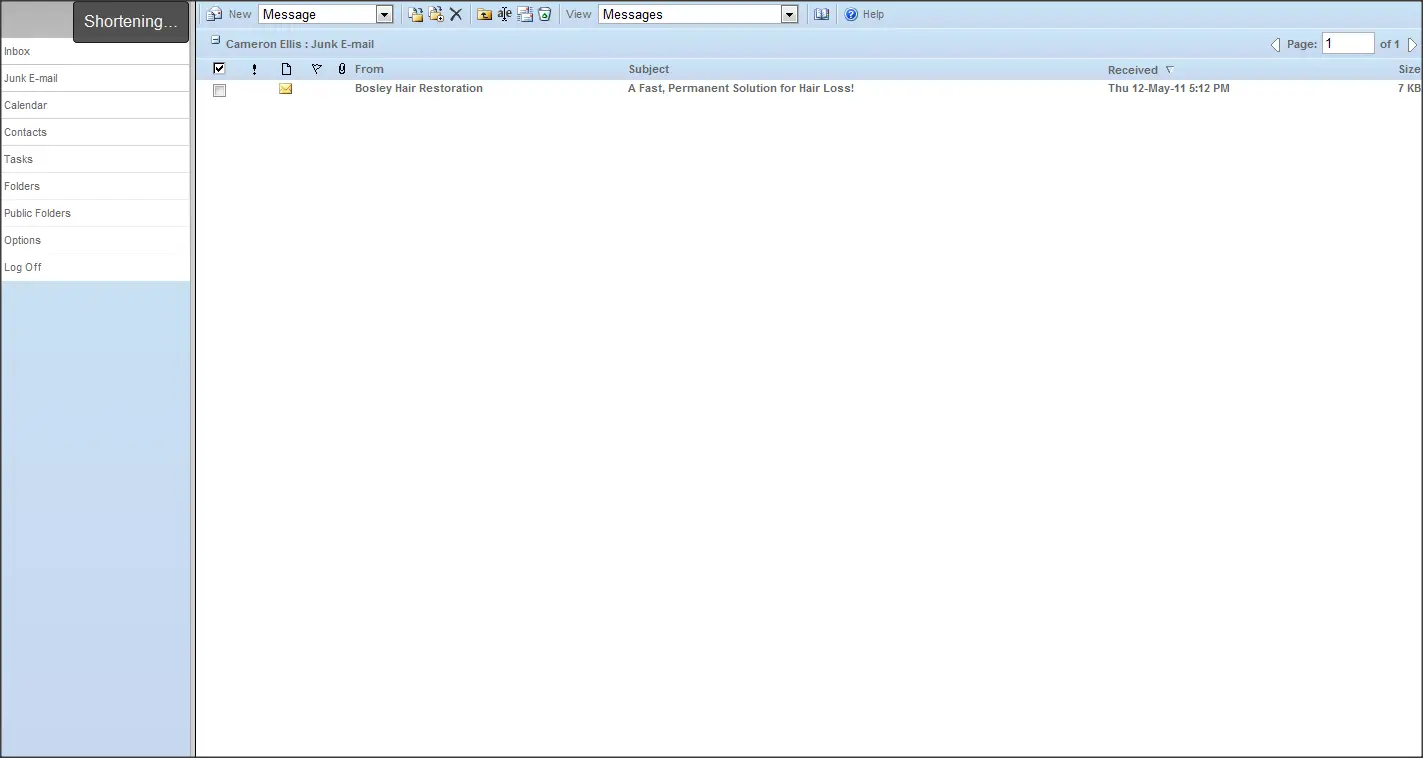 Shortening...
New Message View Messages Help
Cameron Ellis : Junk E-mail Page: 1 of 1
! From Subject Received Size
Bosley Hair Restoration A Fast, Permanent Solution for Hair Loss! Thu 12-May-11 5:12 PM 7 KB
Inbox
Junk E-mail
Calendar
Contacts
Tasks
Folders
Public Folders
Options
Log Off